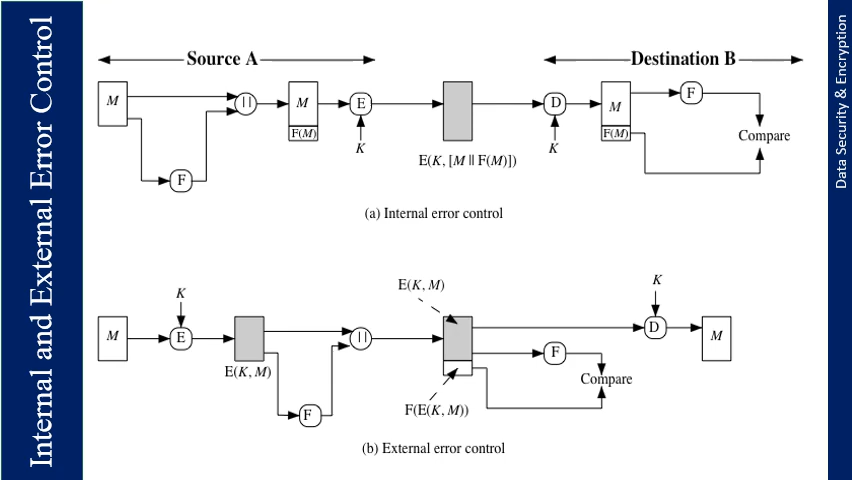 Internal and External Error Control
Data Security & Encryption
Source A
Destination B
M
||
M
F(M)
E
K
F
E(K, [M || F(M)])
D
K
M
F(M)
F
Compare
(a) Internal error control
M
K
E
E(K, M)
F
||
E(K, M)
F(E(K, M))
F
Compare
K
D
M
(b) External error control